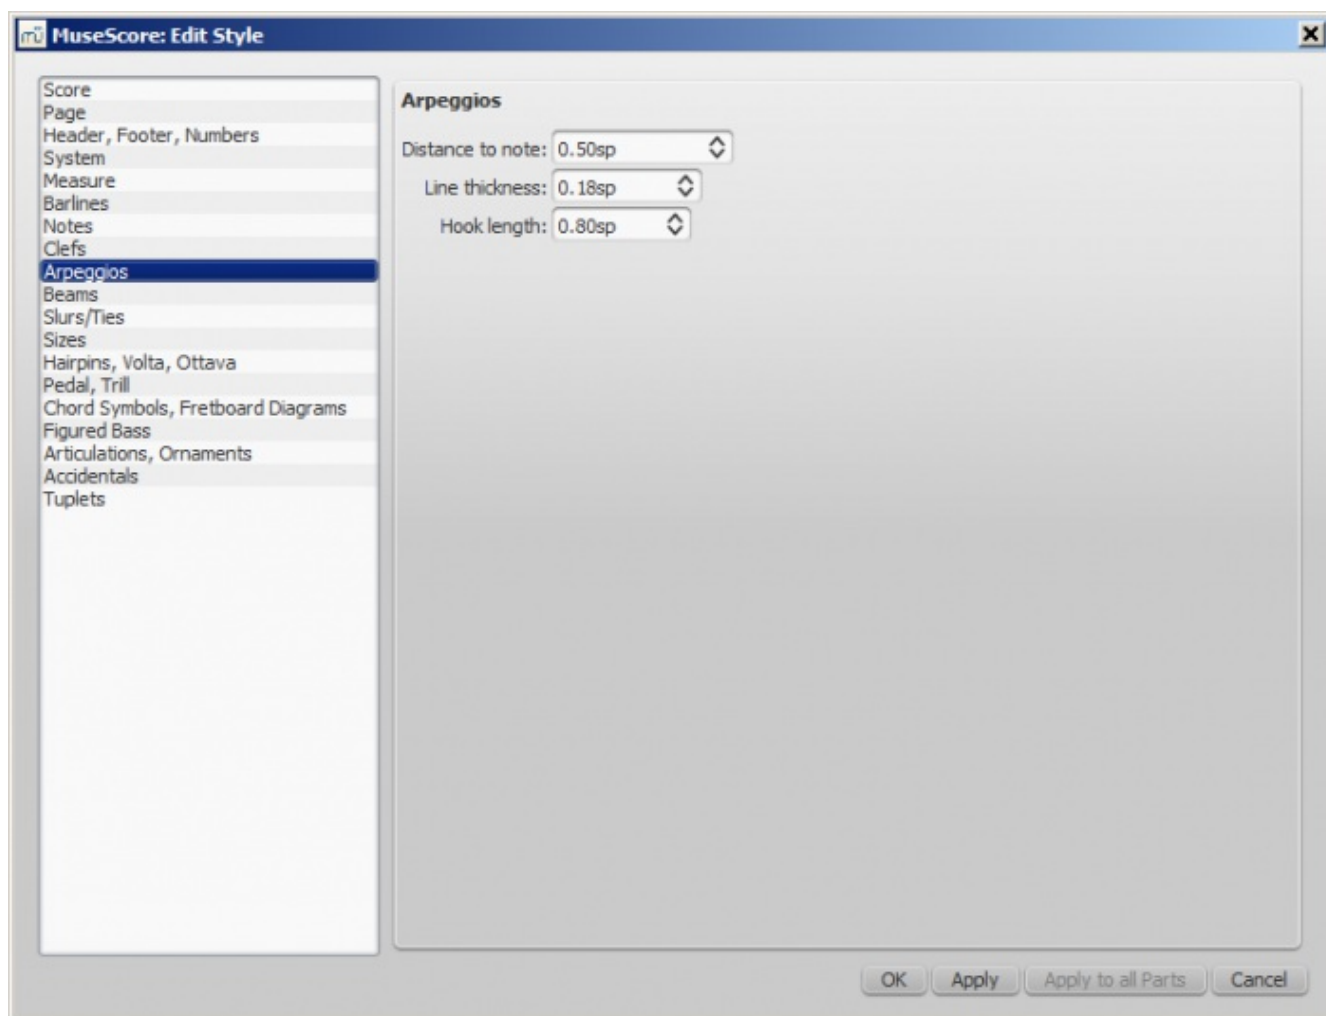 mü MuseScore: Edit Style
Score
Page
Header, Footer, Numbers
System
Measure
Barlines
Notes
Clefs
Arpeggios
Beams
Slurs/Ties
Sizes
Hairpins, Volta, Ottava
Pedal, Trill
Chord Symbols, Fretboard Diagrams
Figured Bass
Articulations, Ornaments
Accidentals
Tuplets
Arpeggios
Distance to note: 0.50sp
Line thickness: 0.18sp
Hook length: 0.80sp
OK Apply Apply to all Parts Cancel